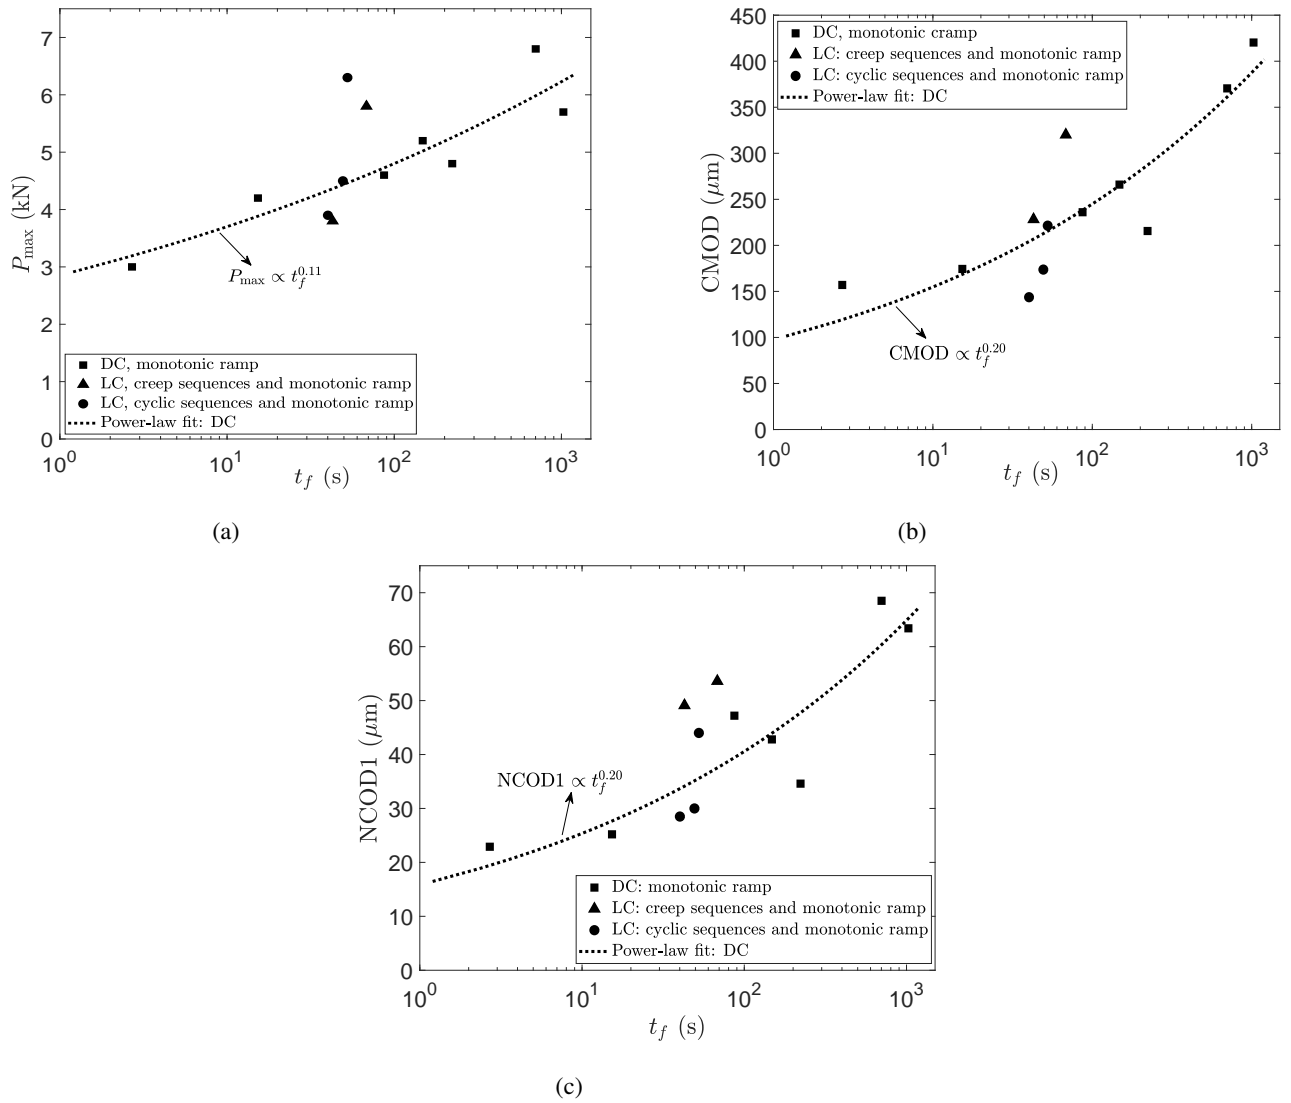 7
6
5
4
3
2
1
0
P_max (kN)
P_max ∝ t_f^0.11
DC, monotonic ramp
LC, creep sequences and monotonic ramp
LC, cyclic sequences and monotonic ramp
Power-law fit: DC
10^0 10^1 10^2 10^3
t_f (s)
(a)
450
400
350
300
250
200
150
100
50
0
CMOD (μm)
DC, monotonic cramp
LC: creep sequences and monotonic ramp
LC: cyclic sequences and monotonic ramp
Power-law fit: DC
CMOD ∝ t_f^0.20
10^0 10^1 10^2 10^3
t_f (s)
(b)
70
60
50
40
30
20
10
0
NCOD1 (μm)
NCOD1 ∝ t_f^0.20
DC: monotonic ramp
LC: creep sequences and monotonic ramp
LC: cyclic sequences and monotonic ramp
Power-law fit: DC
10^0 10^1 10^2 10^3
t_f (s)
(c)